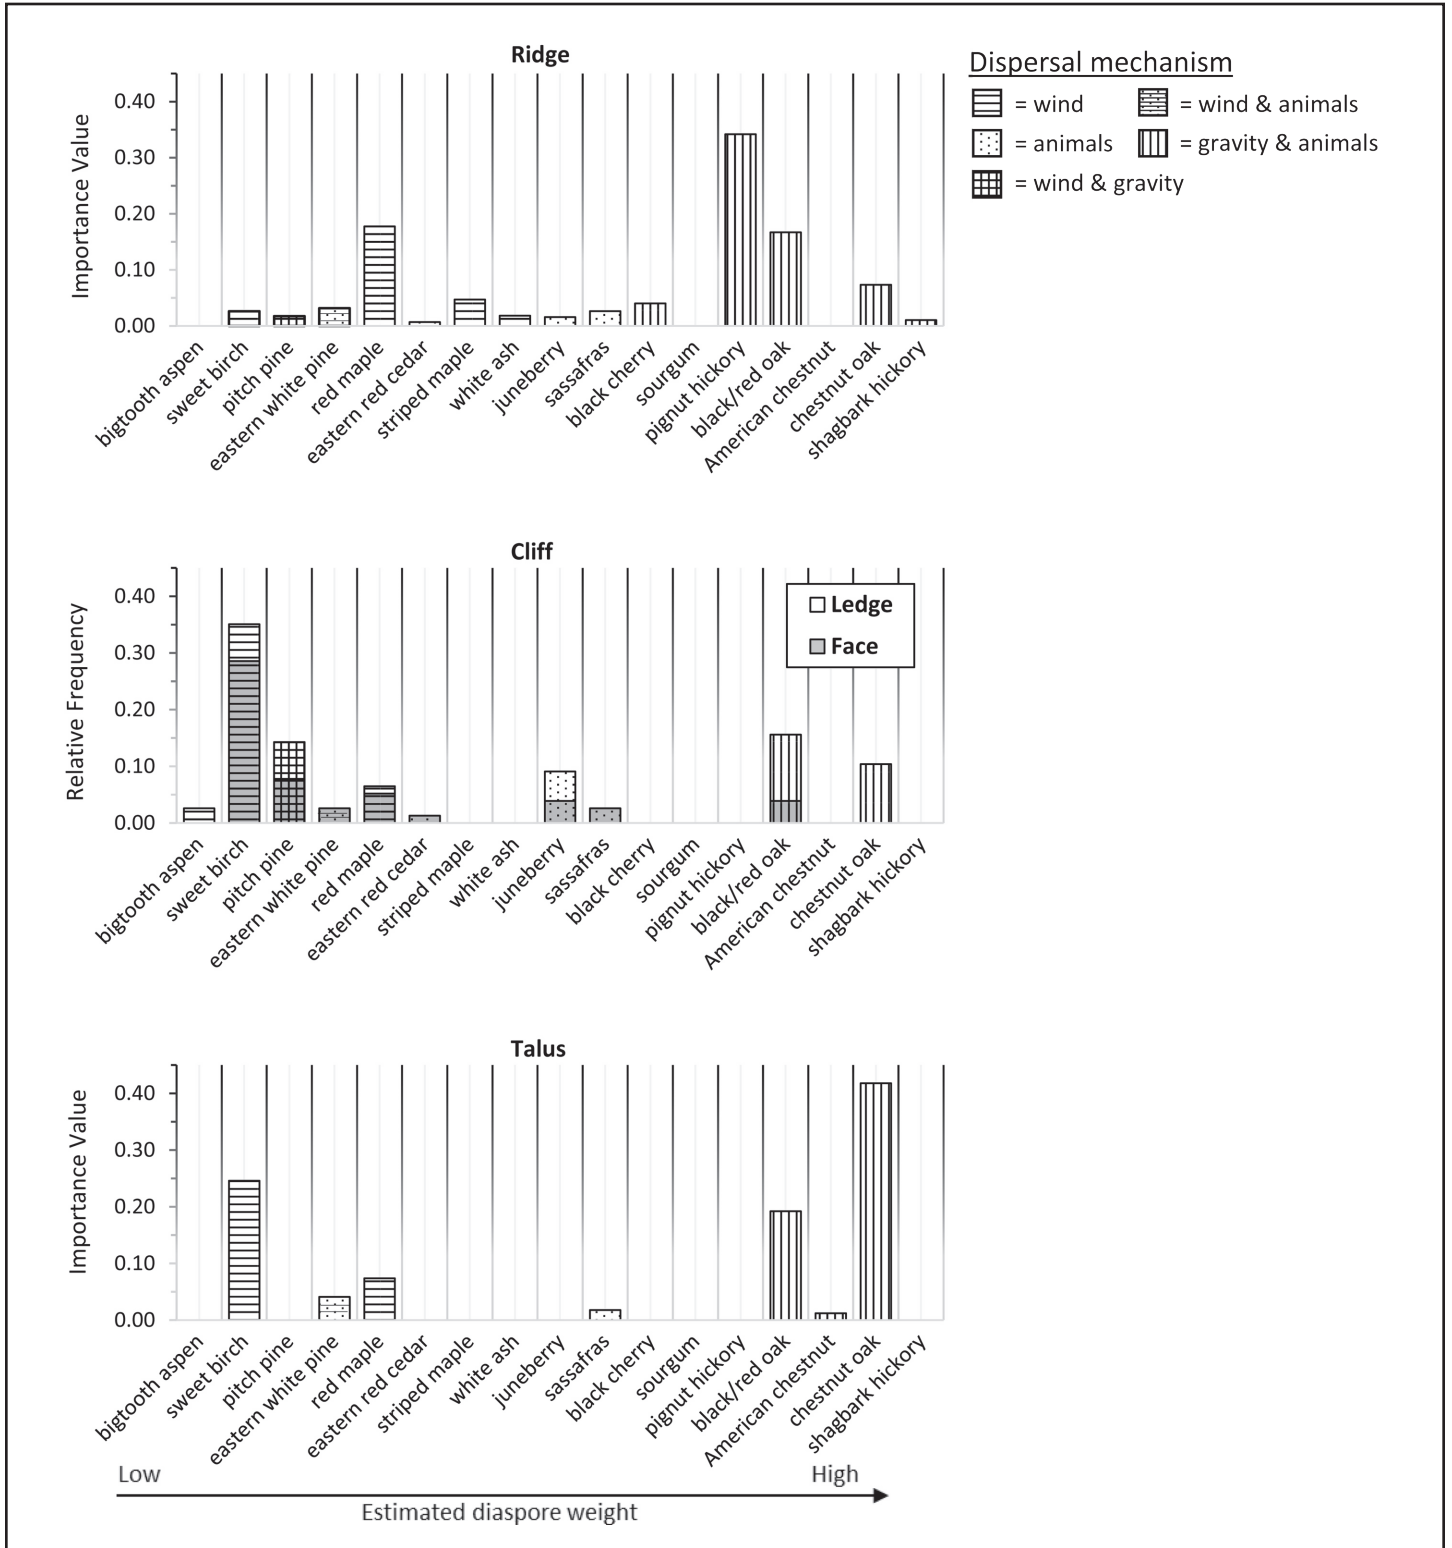 Ridge
Dispersal mechanism
= wind
= wind & animals
= animals
= gravity & animals
= wind & gravity
Importance Value
0.40
0.30
0.20
0.10
0.00
bigtooth aspen
sweet birch
pitch pine
eastern white pine
red maple
eastern red cedar
striped maple
white ash
juneberry
sassafras
black cherry
sourgum
pignut hickory
black/red oak
American chestnut
chestnut oak
shagbark hickory
Cliff
Ledge
Face
Relative Frequency
0.40
0.30
0.20
0.10
0.00
bigtooth aspen
sweet birch
pitch pine
eastern white pine
red maple
eastern red cedar
striped maple
white ash
juneberry
sassafras
black cherry
sourgum
pignut hickory
black/red oak
American chestnut
chestnut oak
shagbark hickory
Talus
Importance Value
0.40
0.30
0.20
0.10
0.00
bigtooth aspen
sweet birch
pitch pine
eastern white pine
red maple
eastern red cedar
striped maple
white ash
juneberry
sassafras
black cherry
sourgum
pignut hickory
black/red oak
American chestnut
chestnut oak
shagbark hickory
Low
High
Estimated diaspore weight